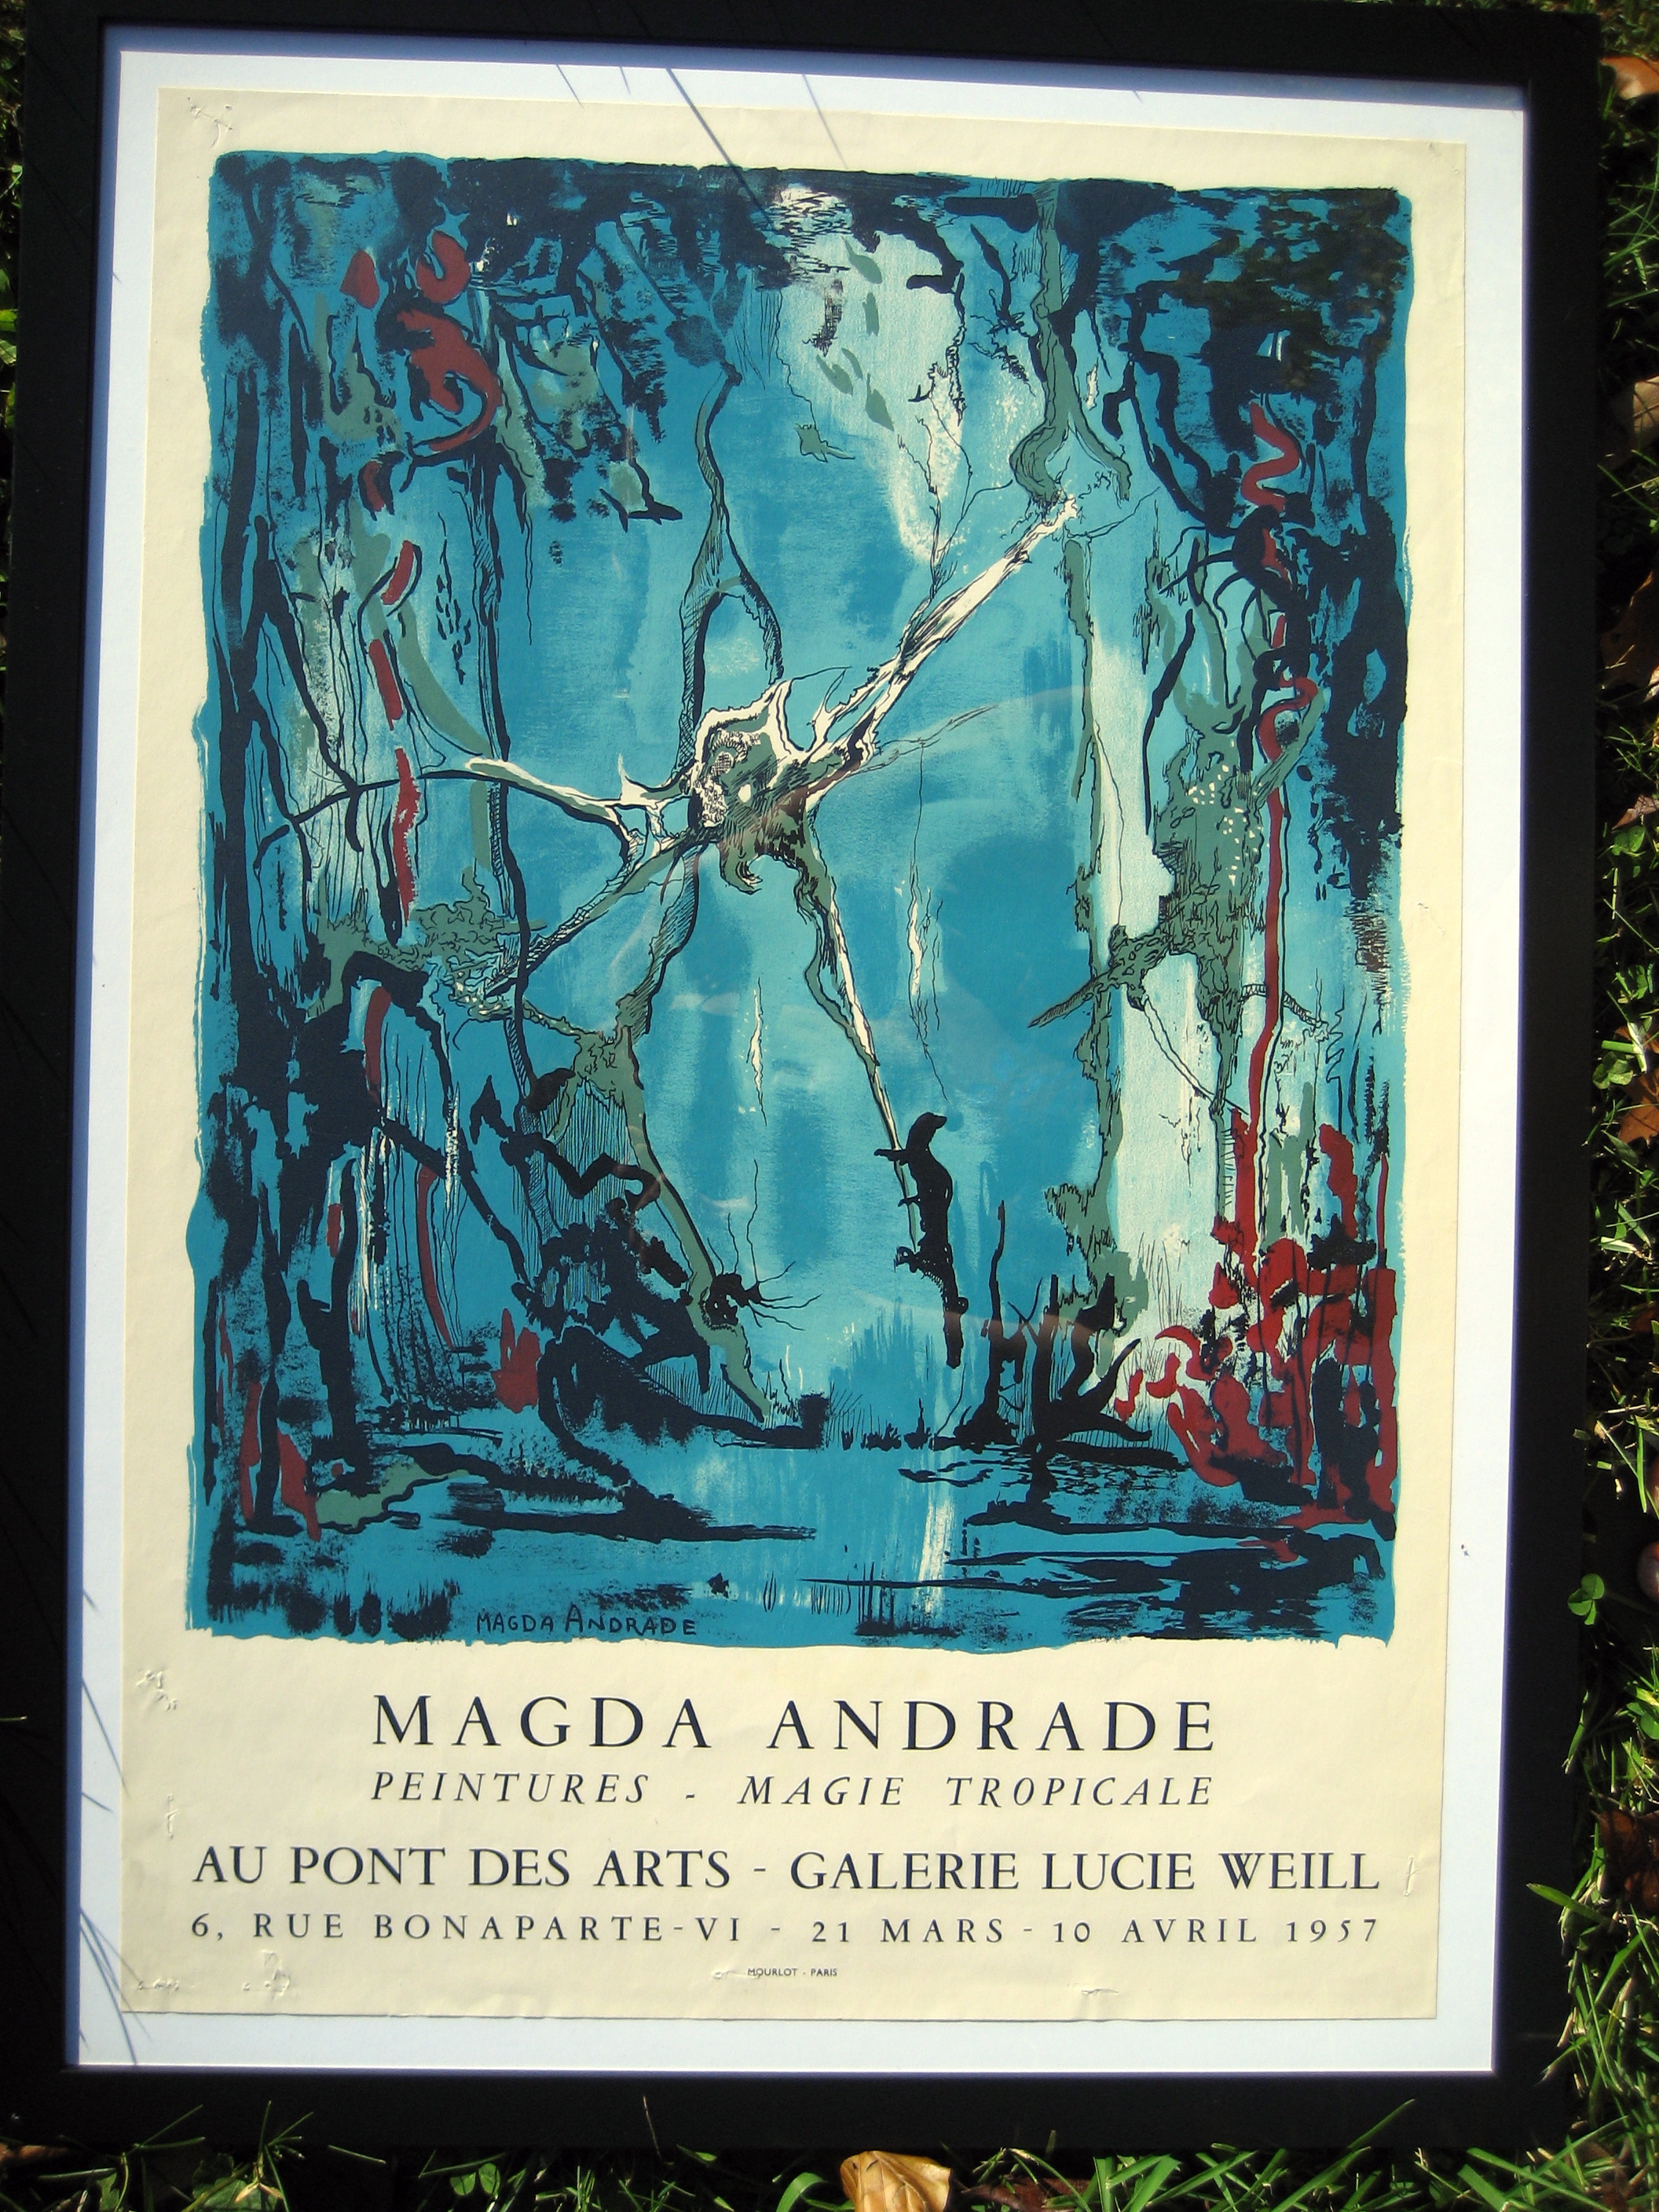 MAGDA ANDRADE
MAGDA ANDRADE
PEINTURES - MAGIE TROPICALE
AU PONT DES ARTS - GALERIE LUCIE WEILL
6, RUE BONAPARTE-VI - 21 MARS - 10 AVRIL 1957
MOURLOT - PARIS